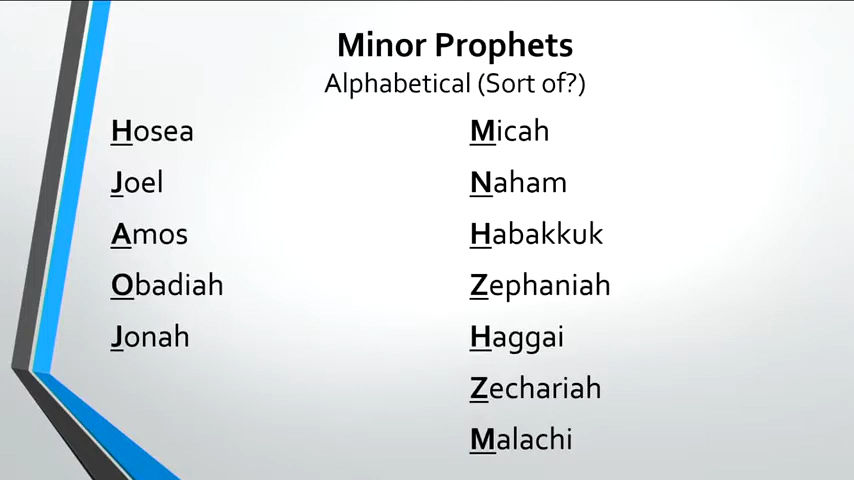 Minor Prophets
Alphabetical (Sort of?)
Hosea
Joel
Amos
Obadiah
Jonah
Micah
Naham
Habakkuk
Zephaniah
Haggai
Zechariah
Malachi